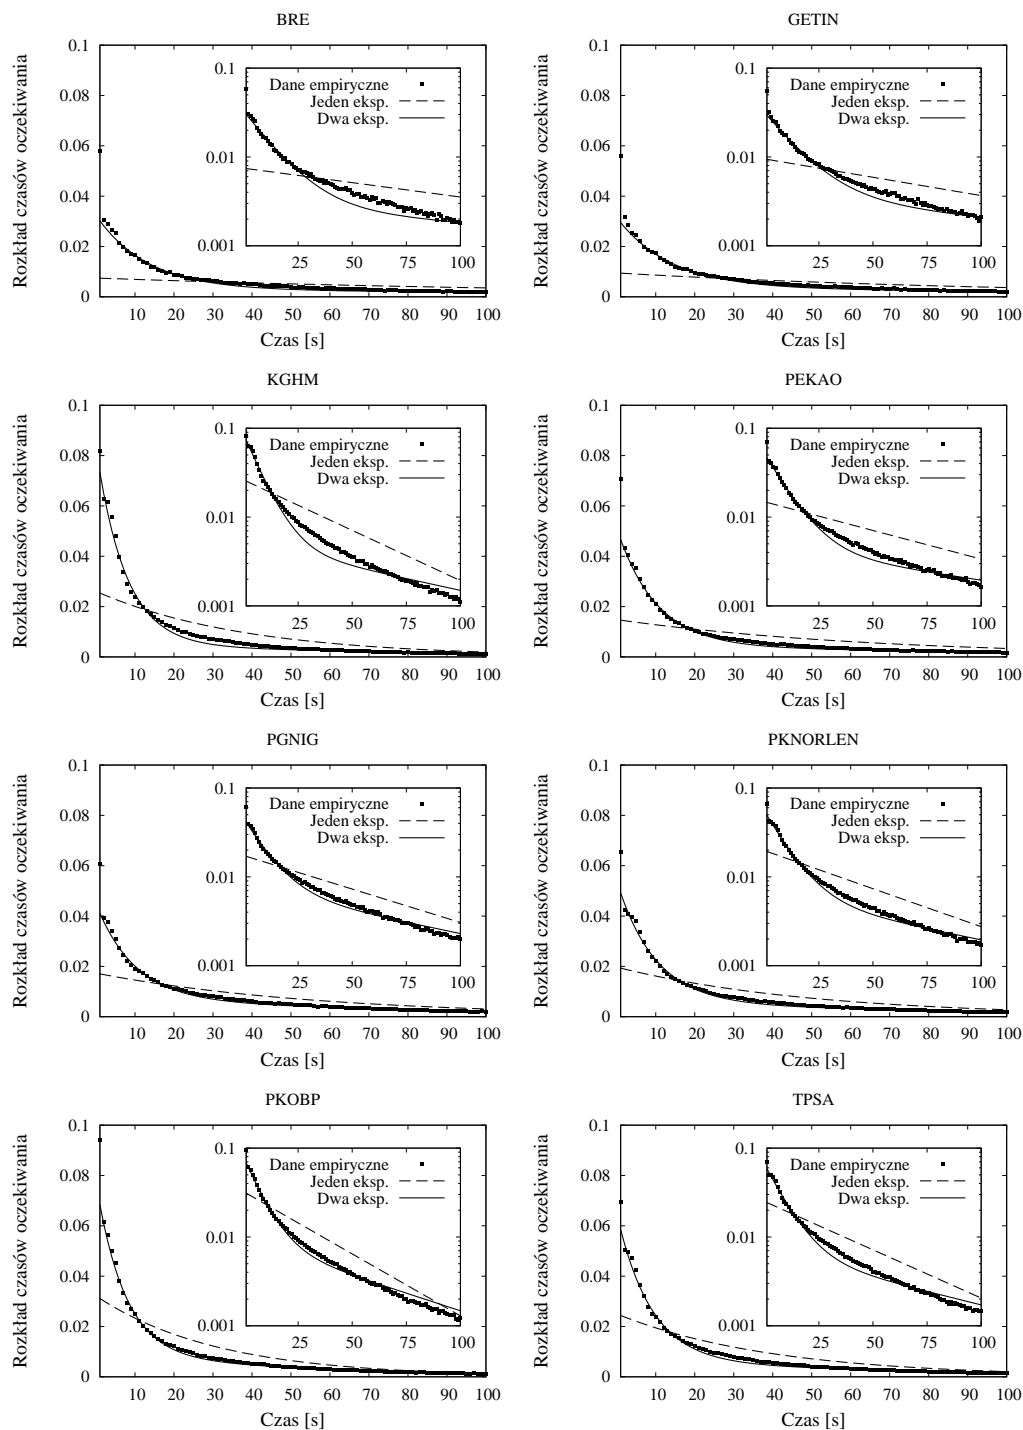 BRE
Rozkład czasów oczekiwania
0.1
0.08
0.06
0.04
0.02
0
10 20 30 40 50 60 70 80 90 100
Czas [s]
0.1
0.01
0.001
25 50 75 100
Dane empiryczne
Jeden eksp.
Dwa eksp.
GETIN
Rozkład czasów oczekiwania
0.1
0.08
0.06
0.04
0.02
0
10 20 30 40 50 60 70 80 90 100
Czas [s]
0.1
0.01
0.001
25 50 75 100
Dane empiryczne
Jeden eksp.
Dwa eksp.
KGHM
Rozkład czasów oczekiwania
0.1
0.08
0.06
0.04
0.02
0
10 20 30 40 50 60 70 80 90 100
Czas [s]
0.1
0.01
0.001
25 50 75 100
Dane empiryczne
Jeden eksp.
Dwa eksp.
PEKAO
Rozkład czasów oczekiwania
0.1
0.08
0.06
0.04
0.02
0
10 20 30 40 50 60 70 80 90 100
Czas [s]
0.1
0.01
0.001
25 50 75 100
Dane empiryczne
Jeden eksp.
Dwa eksp.
PGNIG
Rozkład czasów oczekiwania
0.1
0.08
0.06
0.04
0.02
0
10 20 30 40 50 60 70 80 90 100
Czas [s]
0.1
0.01
0.001
25 50 75 100
Dane empiryczne
Jeden eksp.
Dwa eksp.
PKNORLEN
Rozkład czasów oczekiwania
0.1
0.08
0.06
0.04
0.02
0
10 20 30 40 50 60 70 80 90 100
Czas [s]
0.1
0.01
0.001
25 50 75 100
Dane empiryczne
Jeden eksp.
Dwa eksp.
PKOBP
Rozkład czasów oczekiwania
0.1
0.08
0.06
0.04
0.02
0
10 20 30 40 50 60 70 80 90 100
Czas [s]
0.1
0.01
0.001
25 50 75 100
Dane empiryczne
Jeden eksp.
Dwa eksp.
TPSA
Rozkład czasów oczekiwania
0.1
0.08
0.06
0.04
0.02
0
10 20 30 40 50 60 70 80 90 100
Czas [s]
0.1
0.01
0.001
25 50 75 100
Dane empiryczne
Jeden eksp.
Dwa eksp.